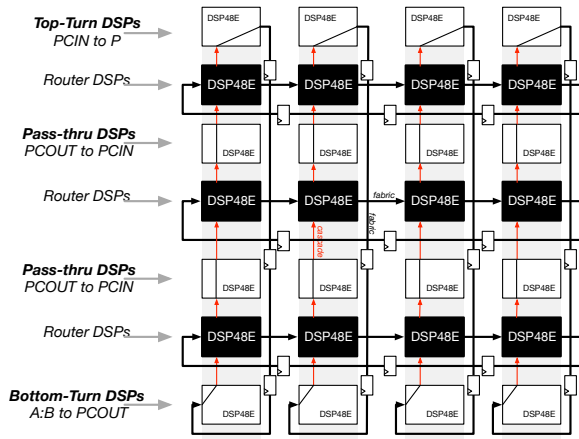 Top-Turn DSPs
PCIN to P
DSP48E DSP48E DSP48E DSP48E
Router DSPs
DSP48E DSP48E DSP48E DSP48E
Pass-thru DSPs
PCOUT to PCIN
DSP48E DSP48E DSP48E DSP48E
Router DSPs
DSP48E DSP48E DSP48E DSP48E
fabric
fabric
cascade
Pass-thru DSPs
PCOUT to PCIN
DSP48E DSP48E DSP48E DSP48E
Router DSPs
DSP48E DSP48E DSP48E DSP48E
Bottom-Turn DSPs
A:B to PCOUT
DSP48E DSP48E DSP48E DSP48E